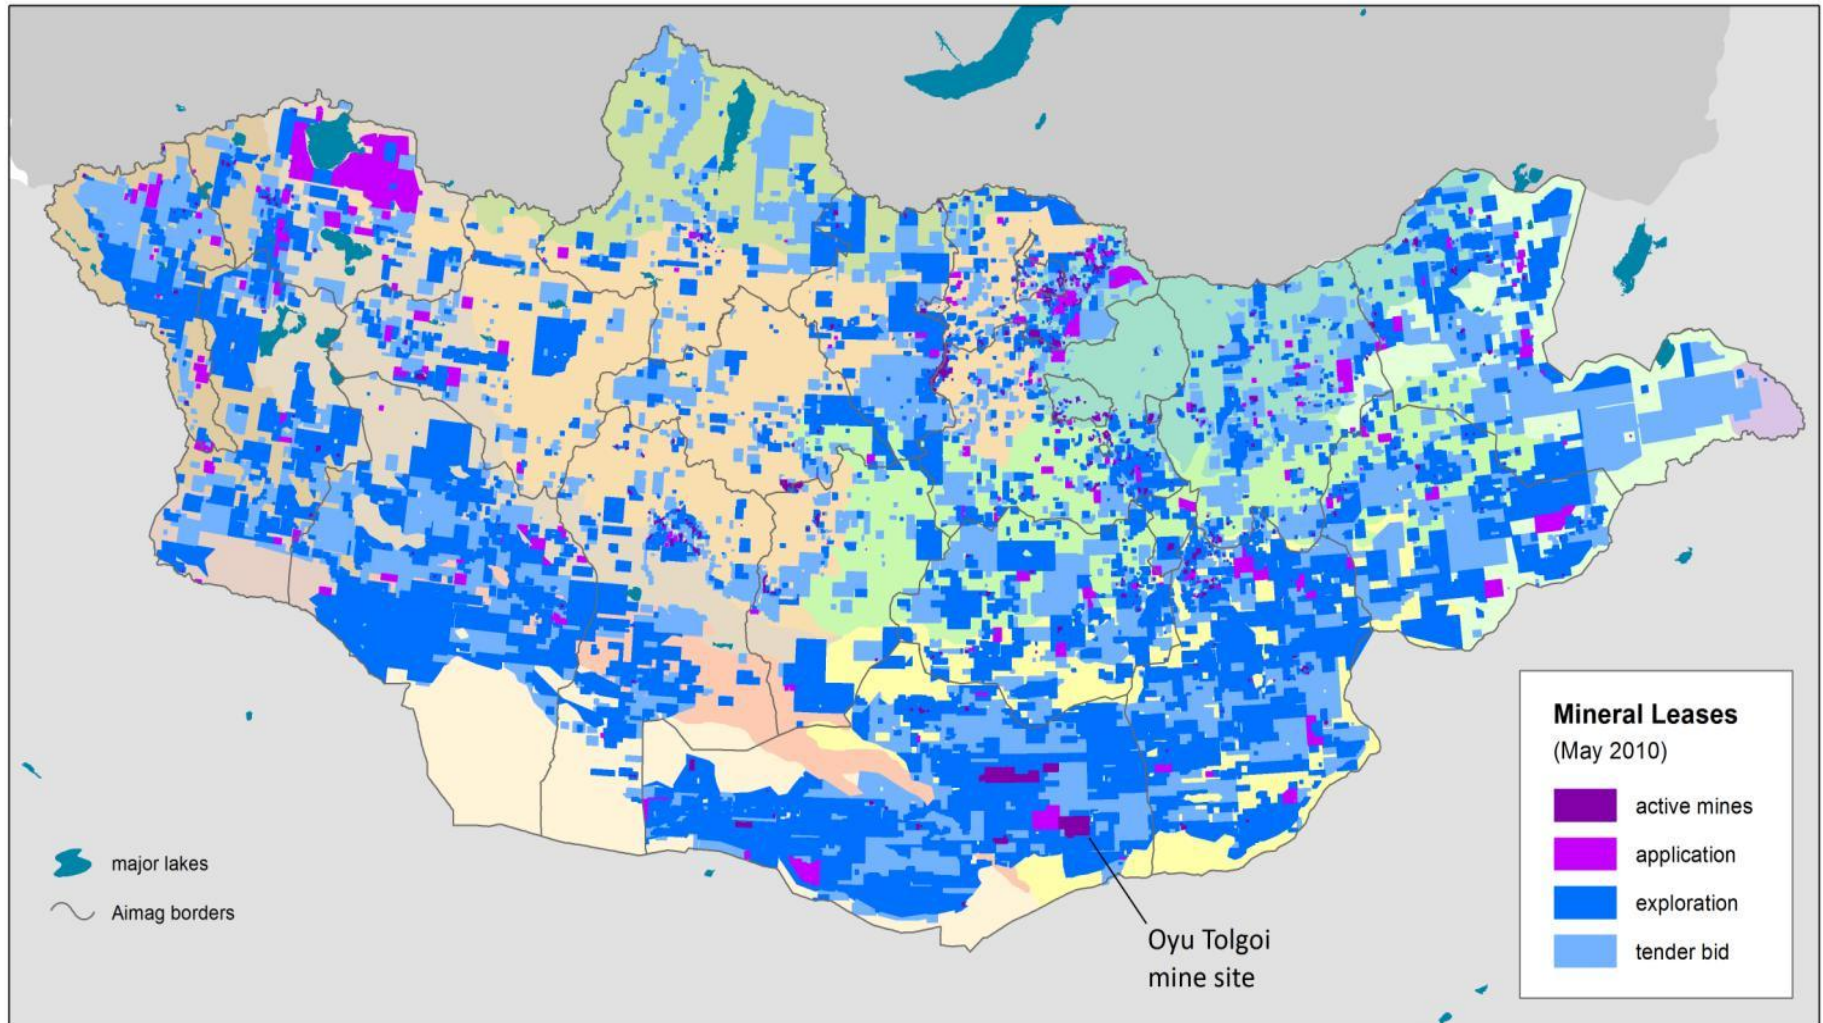 major lakes
Aimag borders
Oyu Tolgoi
mine site
Mineral Leases
(May 2010)
active mines
application
exploration
tender bid